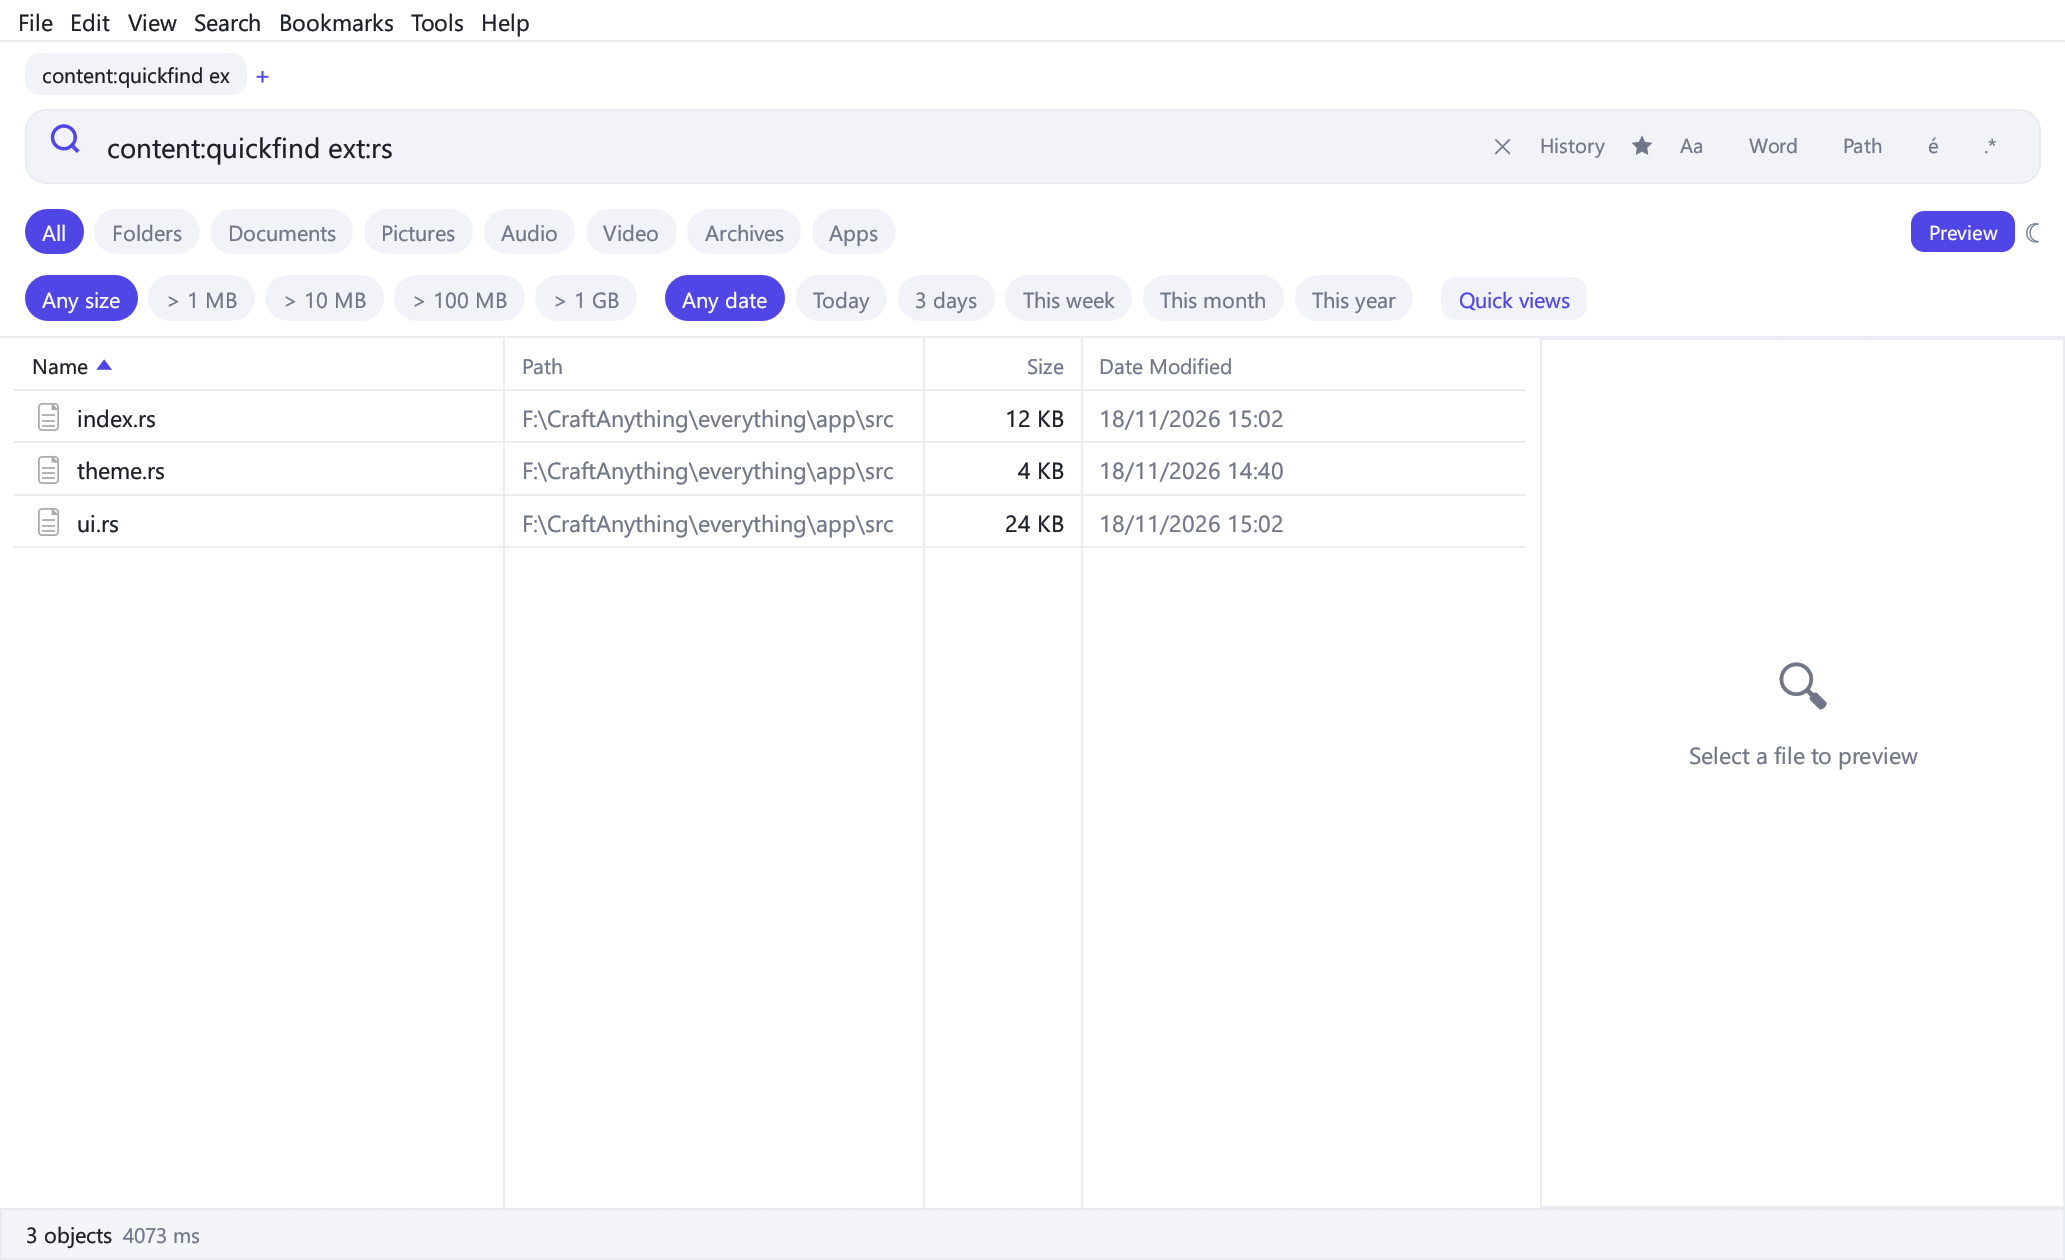 File Edit View Search Bookmarks Tools Help
content:quickfind ex +
content:quickfind ext:rs History Aa Word Path é .*
All Folders Documents Pictures Audio Video Archives Apps Preview
Any size > 1 MB > 10 MB > 100 MB > 1 GB Any date Today 3 days This week This month This year Quick views
Name Path Size Date Modified
index.rs F:\CraftAnything\everything\app\src 12 KB 18/11/2026 15:02
theme.rs F:\CraftAnything\everything\app\src 4 KB 18/11/2026 14:40
ui.rs F:\CraftAnything\everything\app\src 24 KB 18/11/2026 15:02
Select a file to preview
3 objects 4073 ms